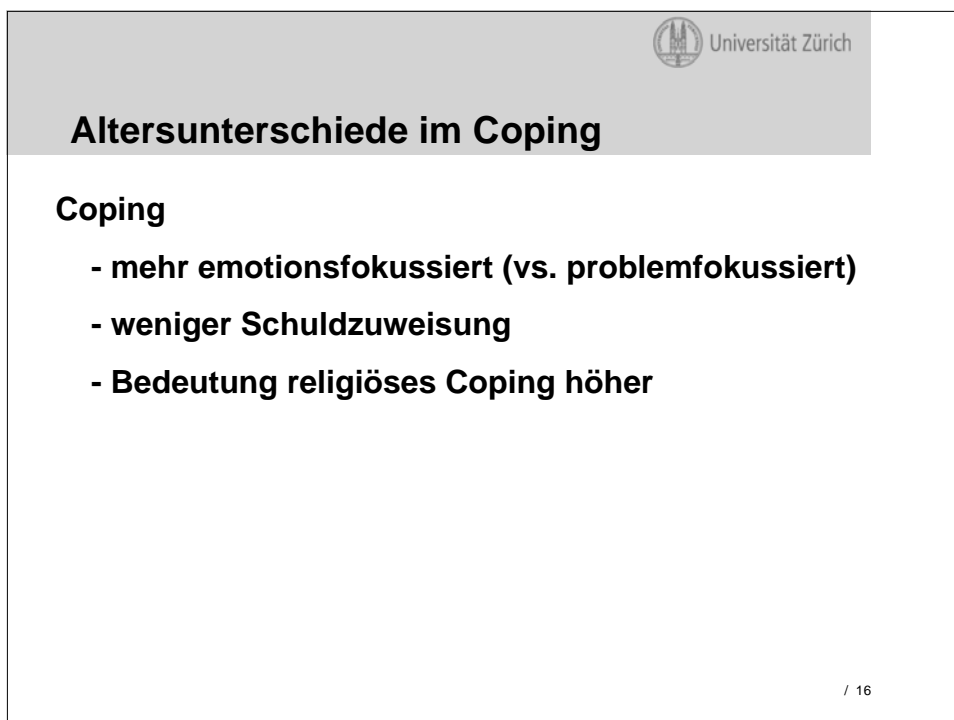 Universität Zürich
Altersunterschiede im Coping
Coping
- mehr emotionsfokussiert (vs. problemfokussiert)
- weniger Schuldzuweisung
- Bedeutung religiöses Coping höher
/ 16